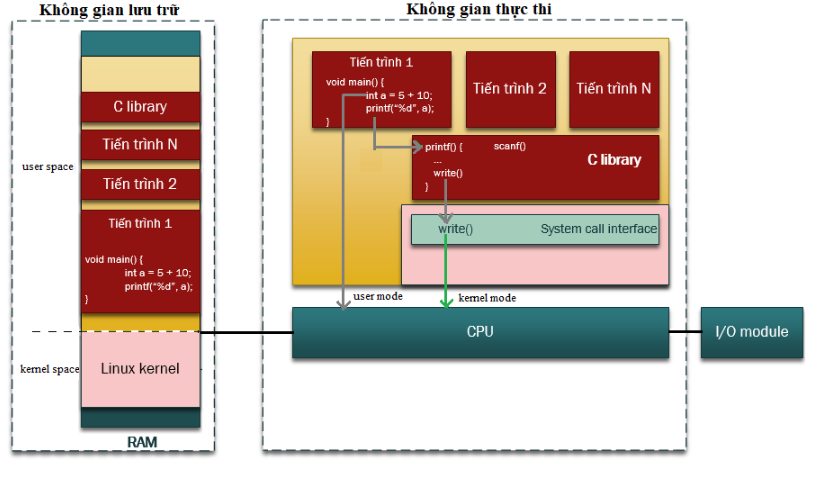 Không gian lưu trữ
C library
Tiến trình N
user space
Tiến trình 2
Tiến trình 1
void main() {
int a = 5 + 10;
printf("%d", a);
}
kernel space
Linux kernel
RAM
Không gian thực thi
Tiến trình 1
void main() {
int a = 5 + 10;
printf("%d", a);
}
Tiến trình 2
Tiến trình N
printf() {
scanf()
...
write()
}
C library
write()
System call interface
user mode
kernel mode
CPU
I/O module